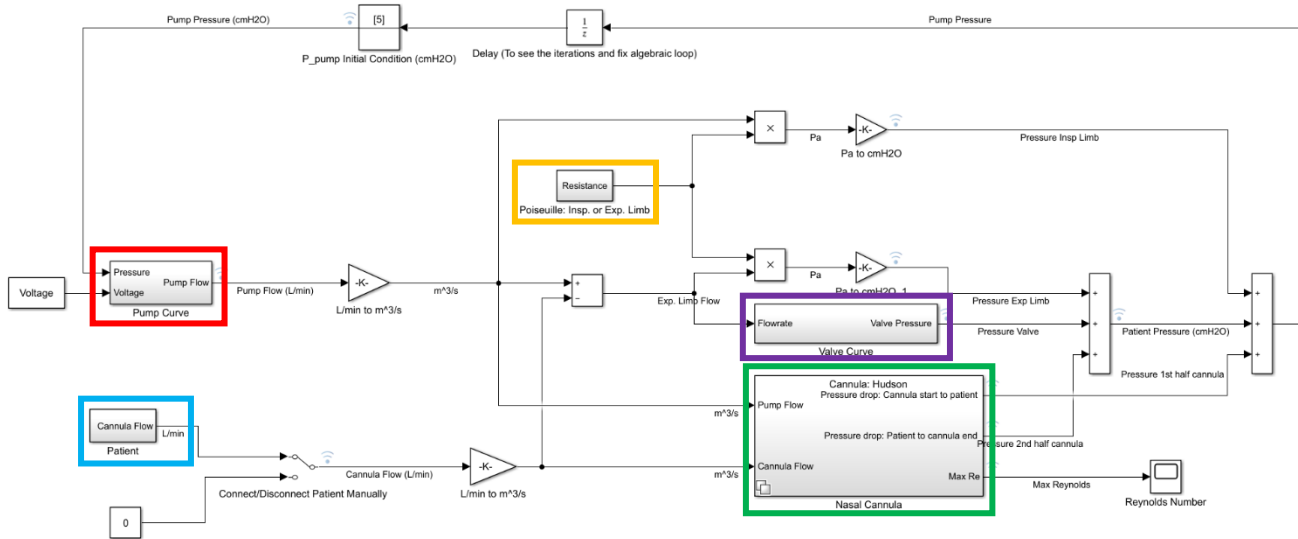 Pump Pressure (cmH2O)
[5]
P_pump Initial Condition (cmH2O)
1
z
Delay (To see the iterations and fix algebraic loop)
Pump Pressure
×
Pa
-K-
Pa to cmH2O
Pressure Insp Limb
Resistance
Poiseuille: Insp. or Exp. Limb
Voltage
Pressure
Voltage
Pump Flow
Pump Curve
Pump Flow (L/min)
-K-
L/min to m^3/s
m^3/s
+
−
Exp. Limp Flow
×
Pa
-K-
Pa to cmH2O 1
Pressure Exp Limb
Flowrate
Valve Pressure
Valve Curve
Pressure Valve
+
+
+
Patient Pressure (cmH2O)
+
+
+
Pressure 1st half cannula
Cannula: Hudson
Pressure drop: Cannula start to patient
m^3/s
Pump Flow
Pressure drop: Patient to cannula end
Pressure 2nd half cannula
m^3/s
Cannula Flow
Max Re
Max Reynolds
Nasal Cannula
Reynolds Number
Cannula Flow
L/min
Patient
Connect/Disconnect Patient Manually
Cannula Flow (L/min)
-K-
L/min to m^3/s
0